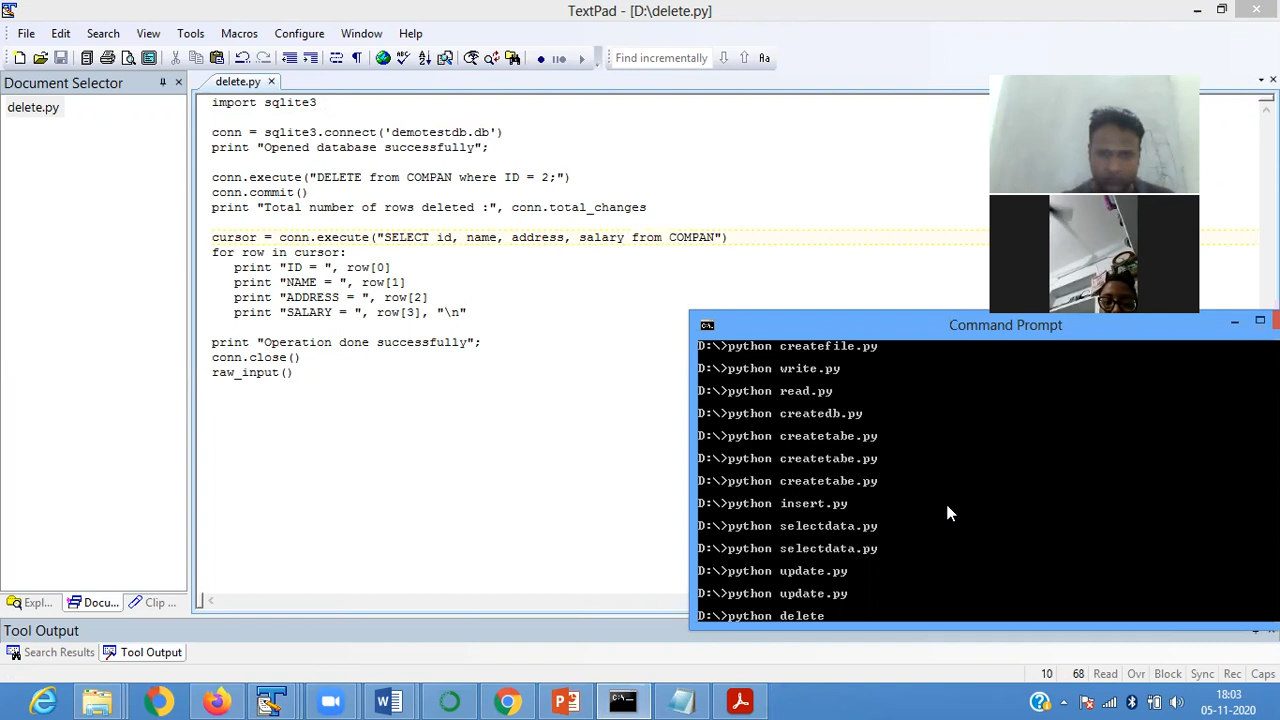 TextPad - [D:\delete.py]
File Edit Search View Tools Macros Configure Window Help
Find incrementally
Document Selector
delete.py
delete.py
import sqlite3
conn = sqlite3.connect('demotestdb.db')
print "Opened database successfully";
conn.execute("DELETE from COMPAN where ID = 2;")
conn.commit()
print "Total number of rows deleted :", conn.total_changes
cursor = conn.execute("SELECT id, name, address, salary from COMPAN")
for row in cursor:
print "ID = ", row[0]
print "NAME = ", row[1]
print "ADDRESS = ", row[2]
print "SALARY = ", row[3], "\n"
print "Operation done successfully";
conn.close()
raw_input()
Command Prompt
D:\>python createfile.py
D:\>python write.py
D:\>python read.py
D:\>python createdb.py
D:\>python createtabe.py
D:\>python createtabe.py
D:\>python createtabe.py
D:\>python insert.py
D:\>python selectdata.py
D:\>python selectdata.py
D:\>python update.py
D:\>python update.py
D:\>python delete
Expl... Docu... Clip ...
Tool Output
Search Results Tool Output
10 68 Read Ovr Block Sync Rec Caps
18:03
05-11-2020